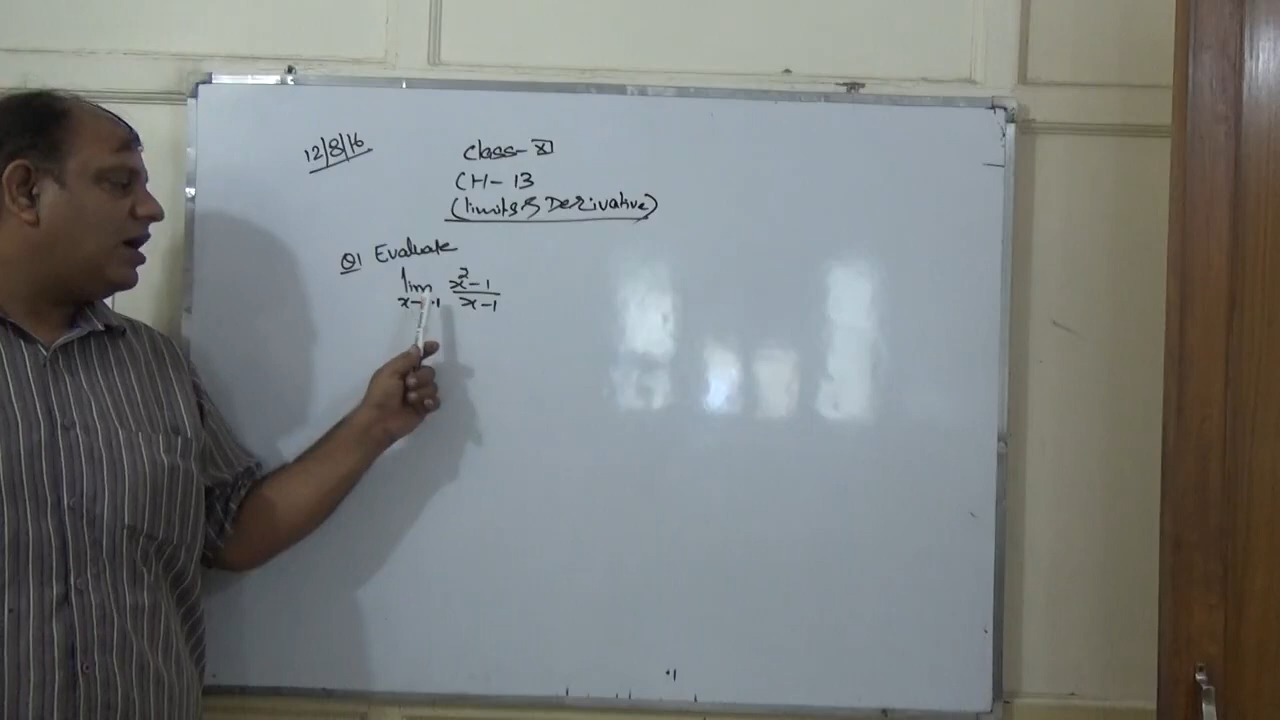 12/8/16
Class-XI
CH-13
(Limits & Derivative)
Q1 Evaluate
lim x²-1
x→1 x-1